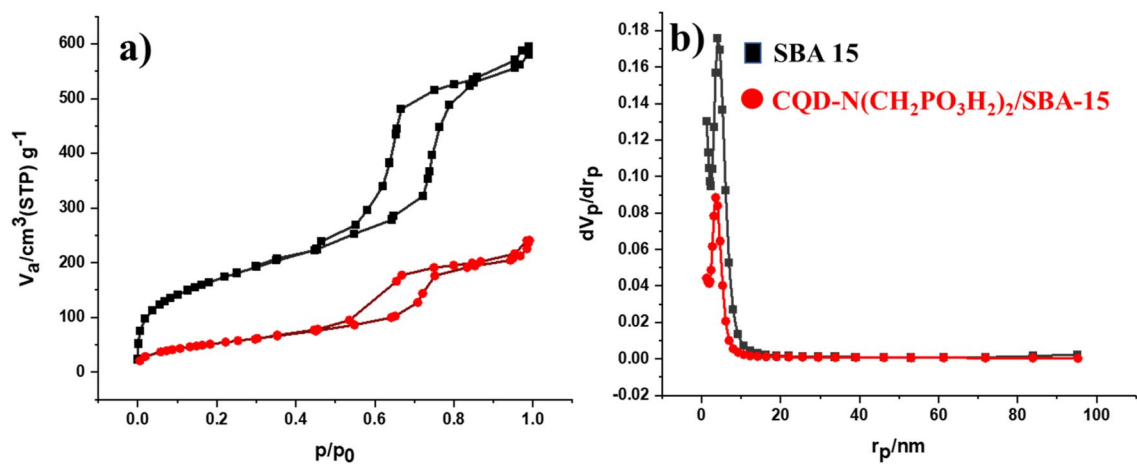 a)
600
500
400
300
200
100
0
Va/cm³(STP) g⁻¹
0.0 0.2 0.4 0.6 0.8 1.0
p/p₀
b)
SBA 15
CQD-N(CH₂PO₃H₂)₂/SBA-15
0.18
0.16
0.14
0.12
0.10
0.08
0.06
0.04
0.02
0.00
-0.02
dVp/drp
0 20 40 60 80 100
rp/nm